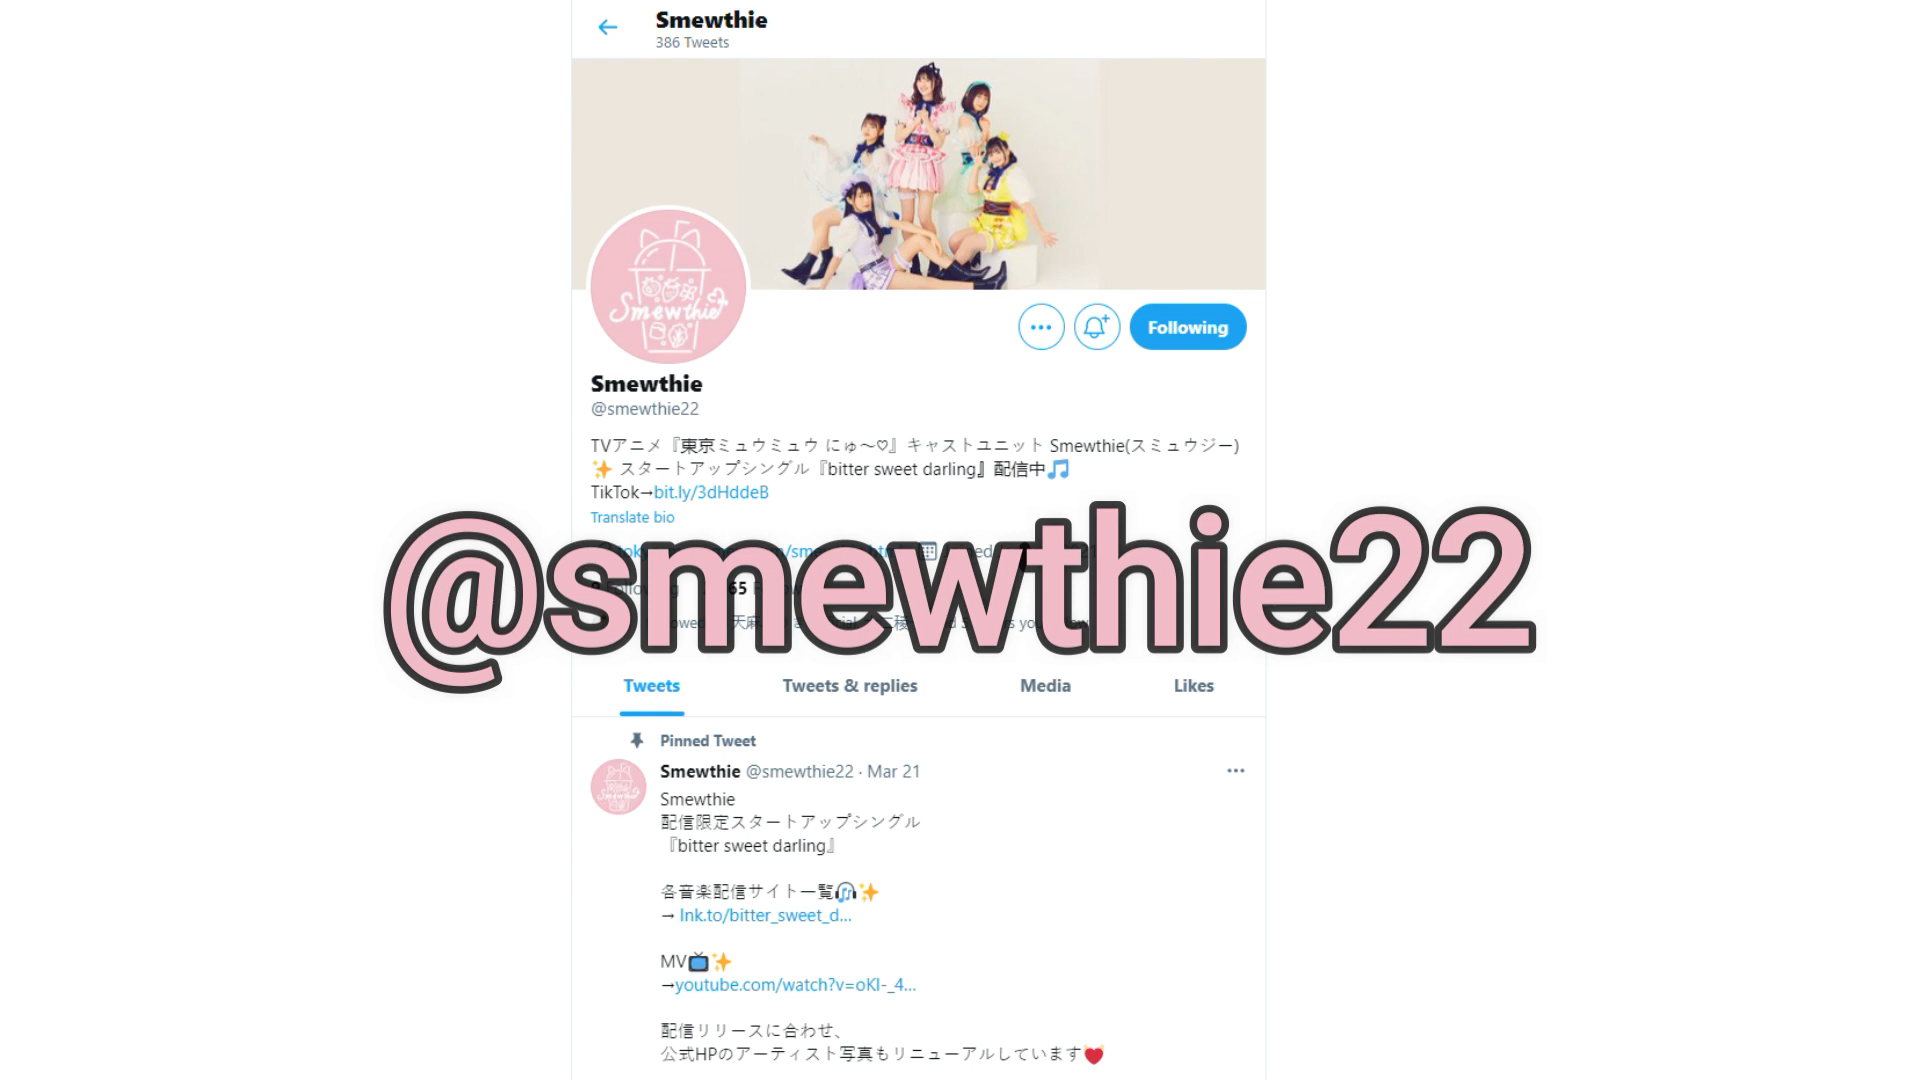 Smewthie
386 Tweets
Smewthie
Following
Smewthie
@smewthie22
TVアニメ『東京ミュウミュウ にゅ～♡』キャストユニット Smewthie(スミュウジー)
✨ スタートアップシングル『bitter sweet darling』配信中🎵
TikTok→bit.ly/3dHddeB
Translate bio
@smewthie22
Tweets
Tweets & replies
Media
Likes
Pinned Tweet
Smewthie @smewthie22 · Mar 21
Smewthie
配信限定スタートアップシングル
『bitter sweet darling』
各音楽配信サイト一覧🎧✨
→ lnk.to/bitter_sweet_d...
MV📺✨
→youtube.com/watch?v=oKI-_4...
配信リリースに合わせ、
公式HPのアーティスト写真もリニューアルしています💓